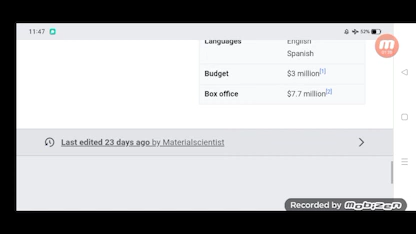 11:47
52%
Languages English
Spanish
Budget $3 million[1]
Box office $7.7 million[2]
Last edited 23 days ago by Materialscientist
Recorded by mobizen